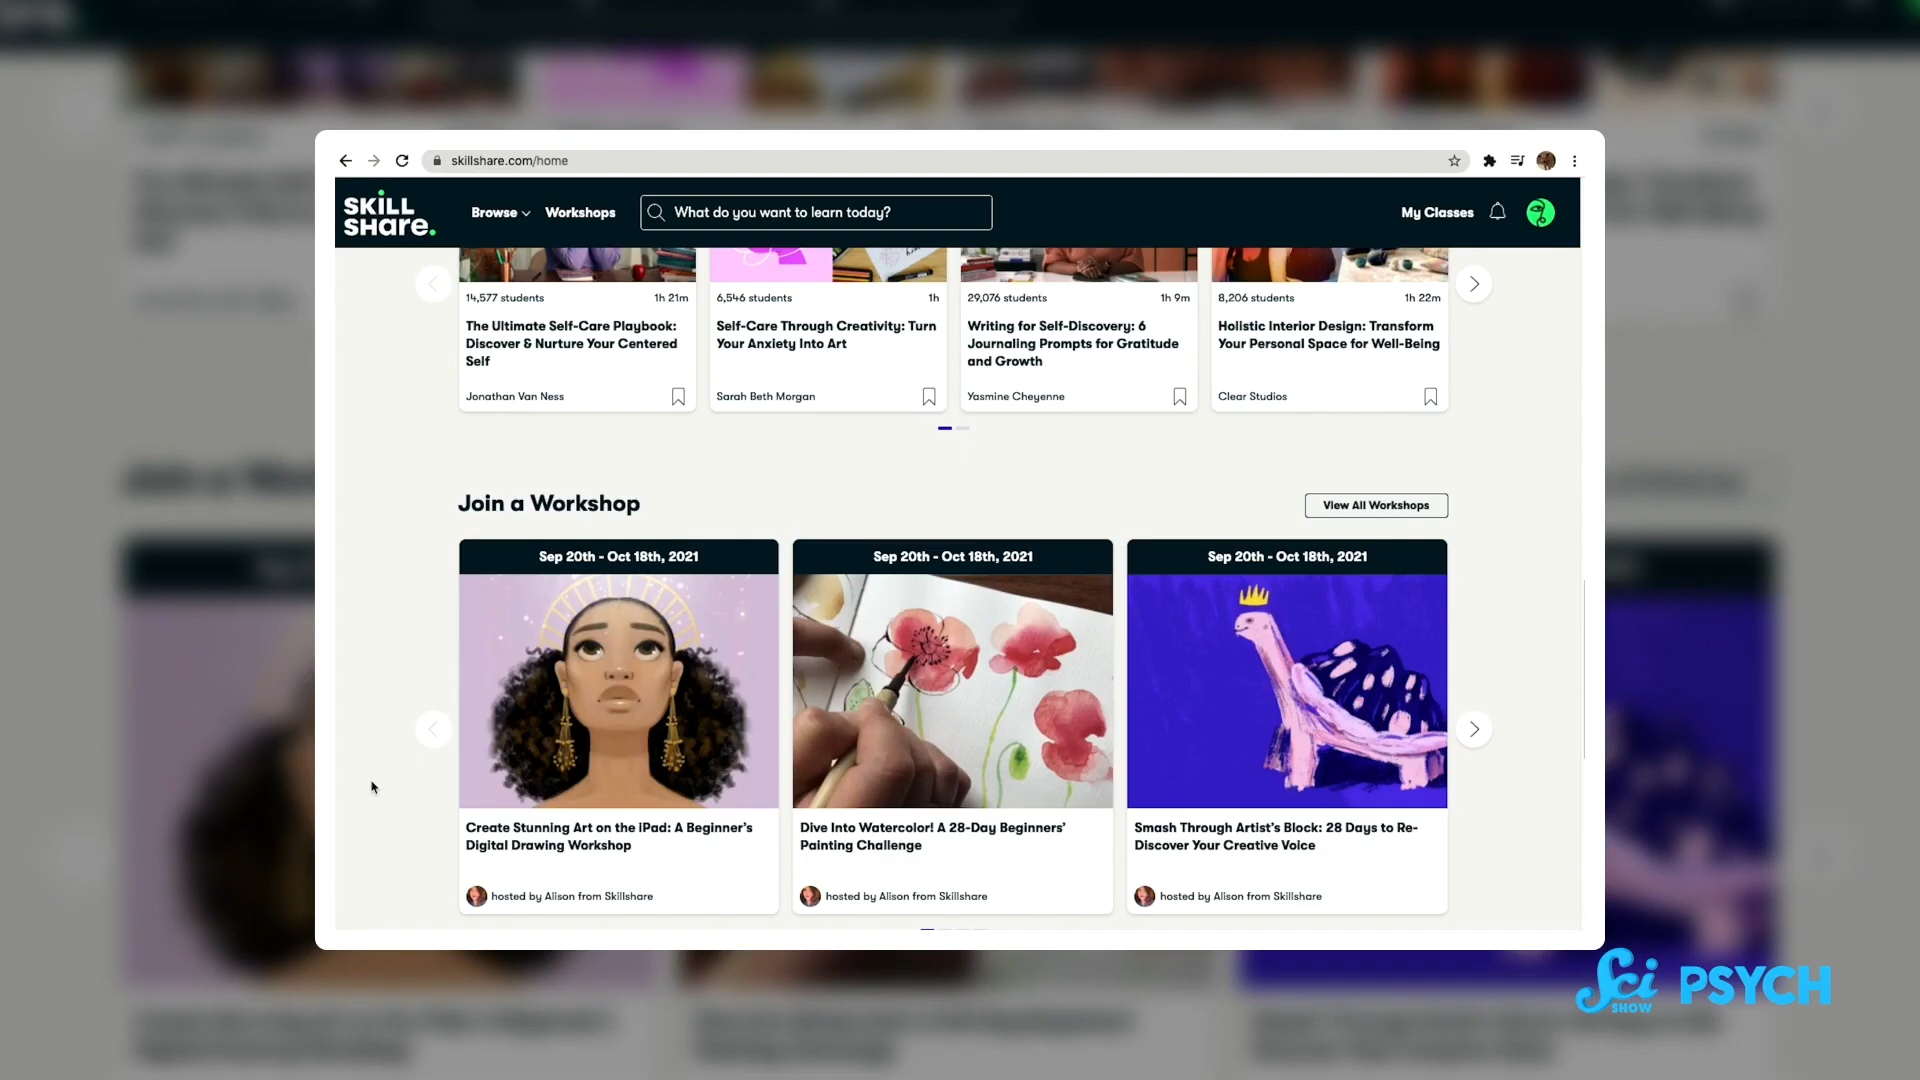 skillshare.com/home
SKILL
SHare.
Browse
Workshops
What do you want to learn today?
My Classes
14,577 students
1h 21m
The Ultimate Self-Care Playbook:
Discover & Nurture Your Centered
Self
Jonathan Van Ness
6,546 students
1h
Self-Care Through Creativity: Turn
Your Anxiety Into Art
Sarah Beth Morgan
29,076 students
1h 9m
Writing for Self-Discovery: 6
Journaling Prompts for Gratitude
and Growth
Yasmine Cheyenne
8,206 students
1h 22m
Holistic Interior Design: Transform
Your Personal Space for Well-Being
Clear Studios
Join a Workshop
View All Workshops
Sep 20th - Oct 18th, 2021
Create Stunning Art on the iPad: A Beginner's
Digital Drawing Workshop
hosted by Alison from Skillshare
Sep 20th - Oct 18th, 2021
Dive Into Watercolor! A 28-Day Beginners'
Painting Challenge
hosted by Alison from Skillshare
Sep 20th - Oct 18th, 2021
Smash Through Artist's Block: 28 Days to Re-
Discover Your Creative Voice
hosted by Alison from Skillshare
Sci SHOW PSYCH